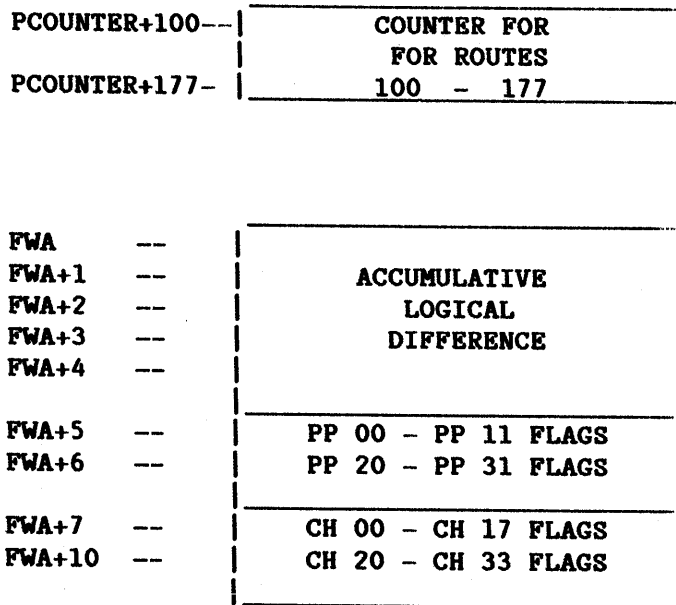 PCOUNTER+100-- COUNTER FOR
FOR ROUTES
PCOUNTER+177- 100 - 177
FWA --
FWA+1 -- ACCUMULATIVE
FWA+2 -- LOGICAL
FWA+3 -- DIFFERENCE
FWA+4 --
FWA+5 -- PP 00 - PP 11 FLAGS
FWA+6 -- PP 20 - PP 31 FLAGS
FWA+7 -- CH 00 - CH 17 FLAGS
FWA+10 -- CH 20 - CH 33 FLAGS